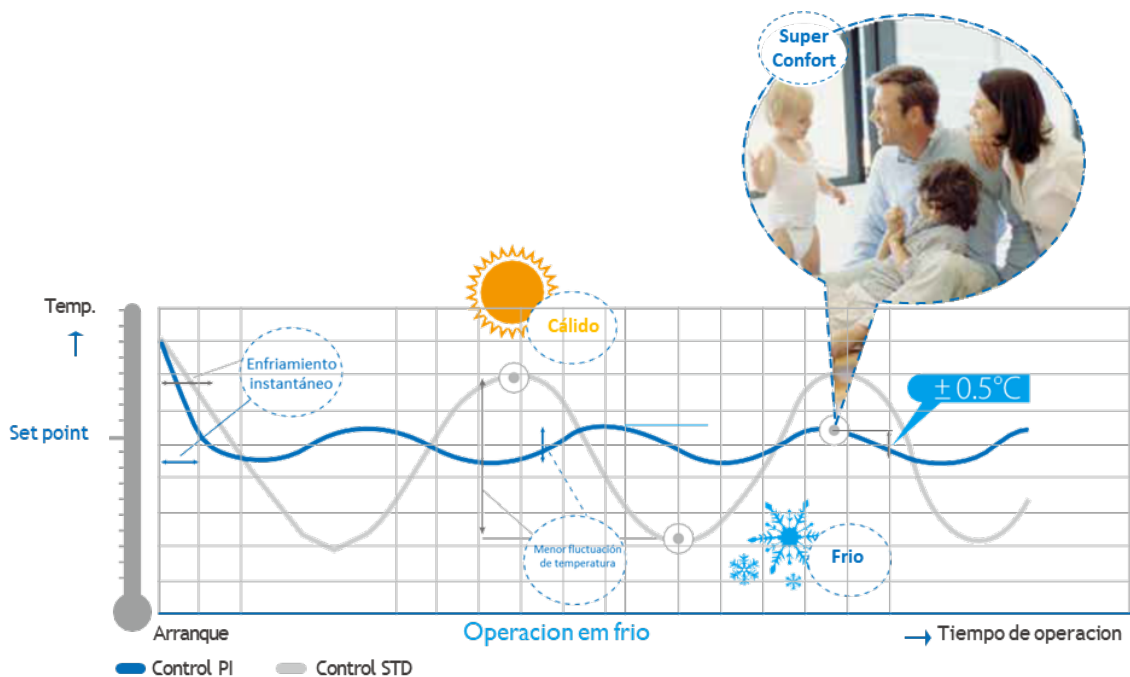 Super
Confort
Temp.
Cálido
Enfriamiento
instantáneo
± 0.5°C
Set point
Menor fluctuación
de temperatura
Frio
Arranque
Operacion em frio
Tiempo de operacion
Control PI
Control STD